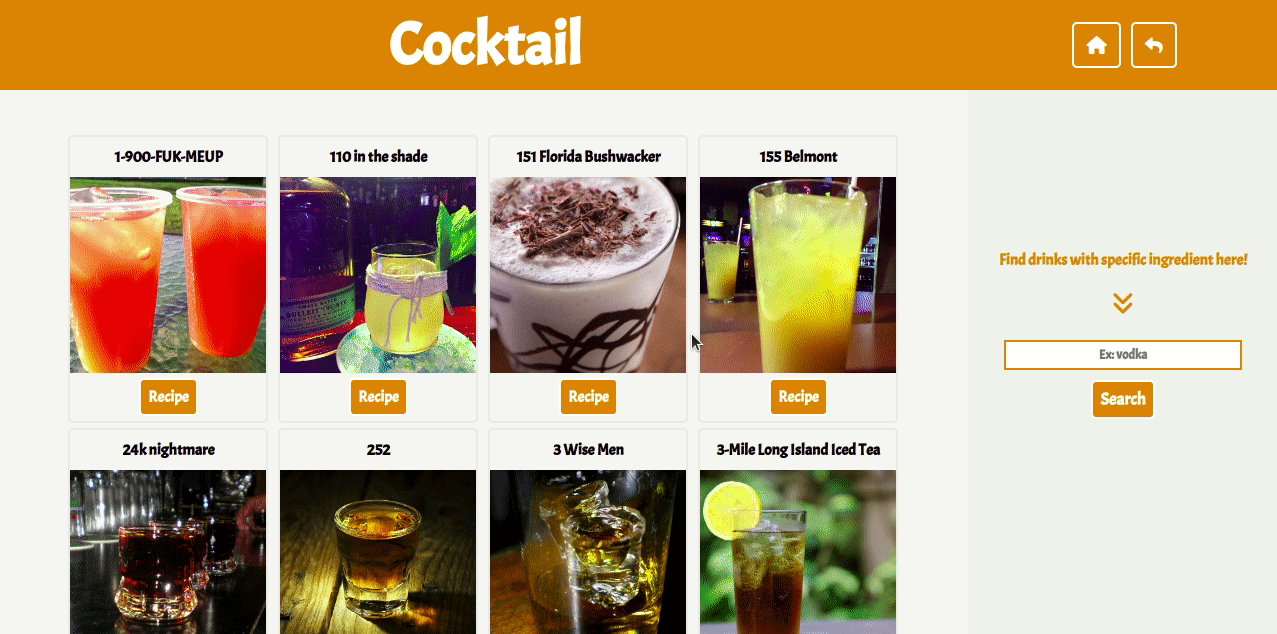 Cocktail
1-900-FUK-MEUP
110 in the shade
151 Florida Bushwacker
155 Belmont
Find drinks with specific ingredient here!
Ex: vodka
Search
Recipe
Recipe
Recipe
Recipe
24k nightmare
252
3 Wise Men
3-Mile Long Island Iced Tea